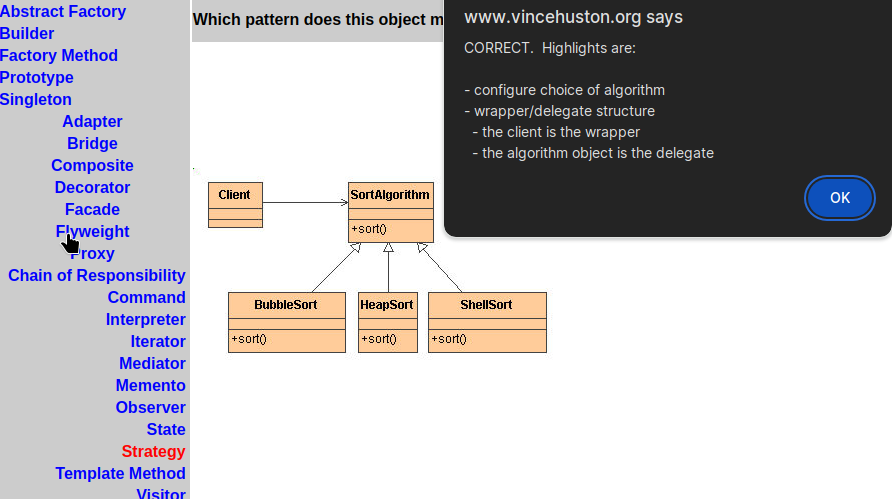 Abstract Factory
Builder
Factory Method
Prototype
Singleton
Adapter
Bridge
Composite
Decorator
Facade
Flyweight
Proxy
Chain of Responsibility
Command
Interpreter
Iterator
Mediator
Memento
Observer
State
Strategy
Template Method
Visitor
Which pattern does this object m
www.vincehuston.org says
CORRECT. Highlights are:
- configure choice of algorithm
- wrapper/delegate structure
- the client is the wrapper
- the algorithm object is the delegate
OK
Client
SortAlgorithm
+sort()
BubbleSort
+sort()
HeapSort
+sort()
ShellSort
+sort()